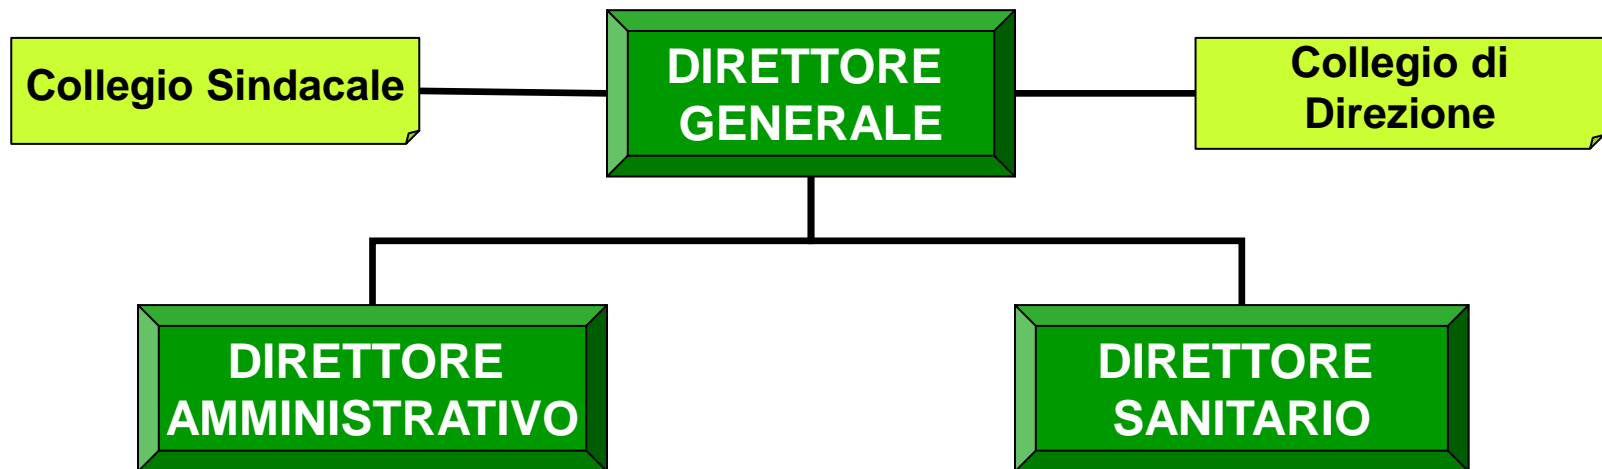 Collegio Sindacale
DIRETTORE
GENERALE
Collegio di
Direzione
DIRETTORE
AMMINISTRATIVO
DIRETTORE
SANITARIO